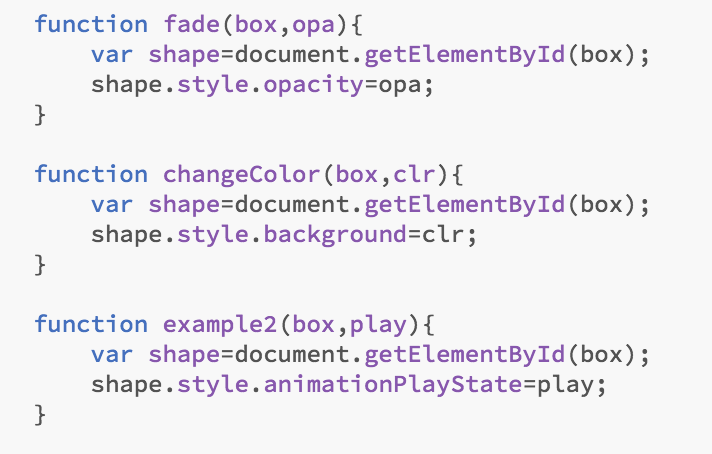 function fade(box,opa){
    var shape=document.getElementById(box);
    shape.style.opacity=opa;
}

function changeColor(box,clr){
    var shape=document.getElementById(box);
    shape.style.background=clr;
}

function example2(box,play){
    var shape=document.getElementById(box);
    shape.style.animationPlayState=play;
}